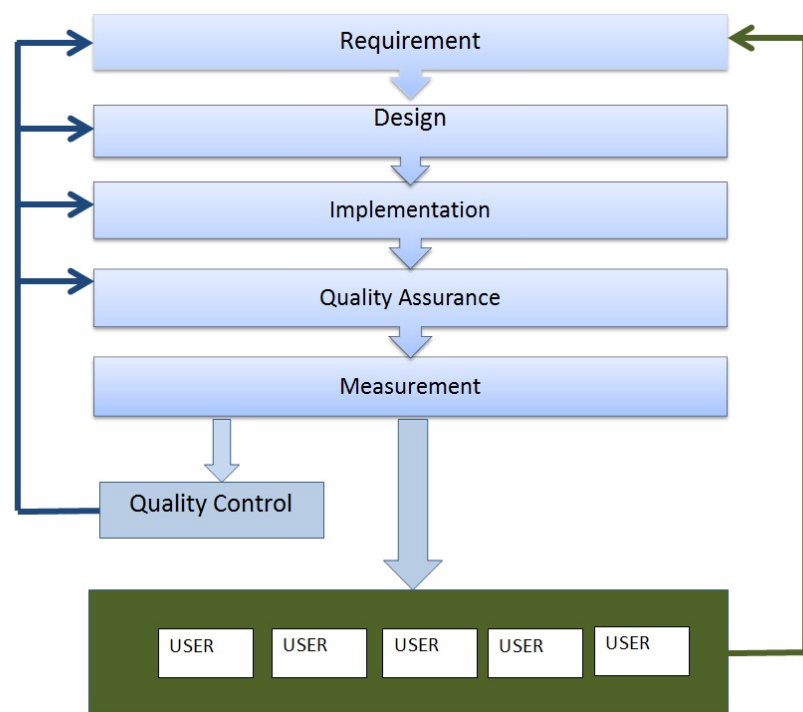 Requirement
Design
Implementation
Quality Assurance
Measurement
Quality Control
USER
USER
USER
USER
USER